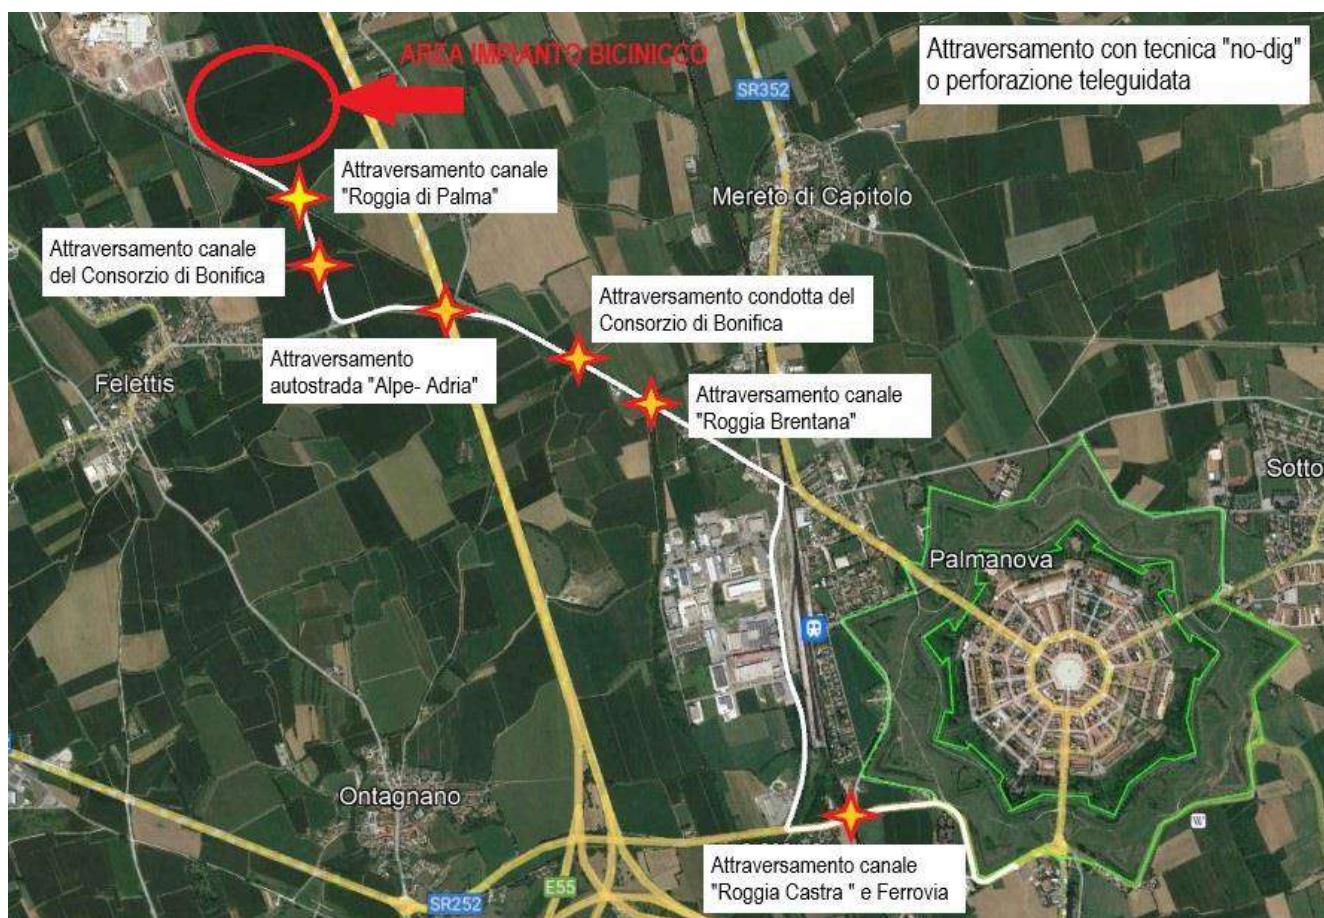 AREA IMPIANTO BICINICCO
Attraversamento con tecnica "no-dig"
o perforazione teleguidata
SR352
Attraversamento canale
"Roggia di Palma"
Mereto di Capitolo
Attraversamento canale
del Consorzio di Bonifica
Attraversamento condotta del
Consorzio di Bonifica
Attraversamento
autostrada "Alpe- Adria"
Felettis
Attraversamento canale
"Roggia Brentana"
Sotto
Palmanova
Ontagnano
W
Attraversamento canale
"Roggia Castra " e Ferrovia
E55
SR252